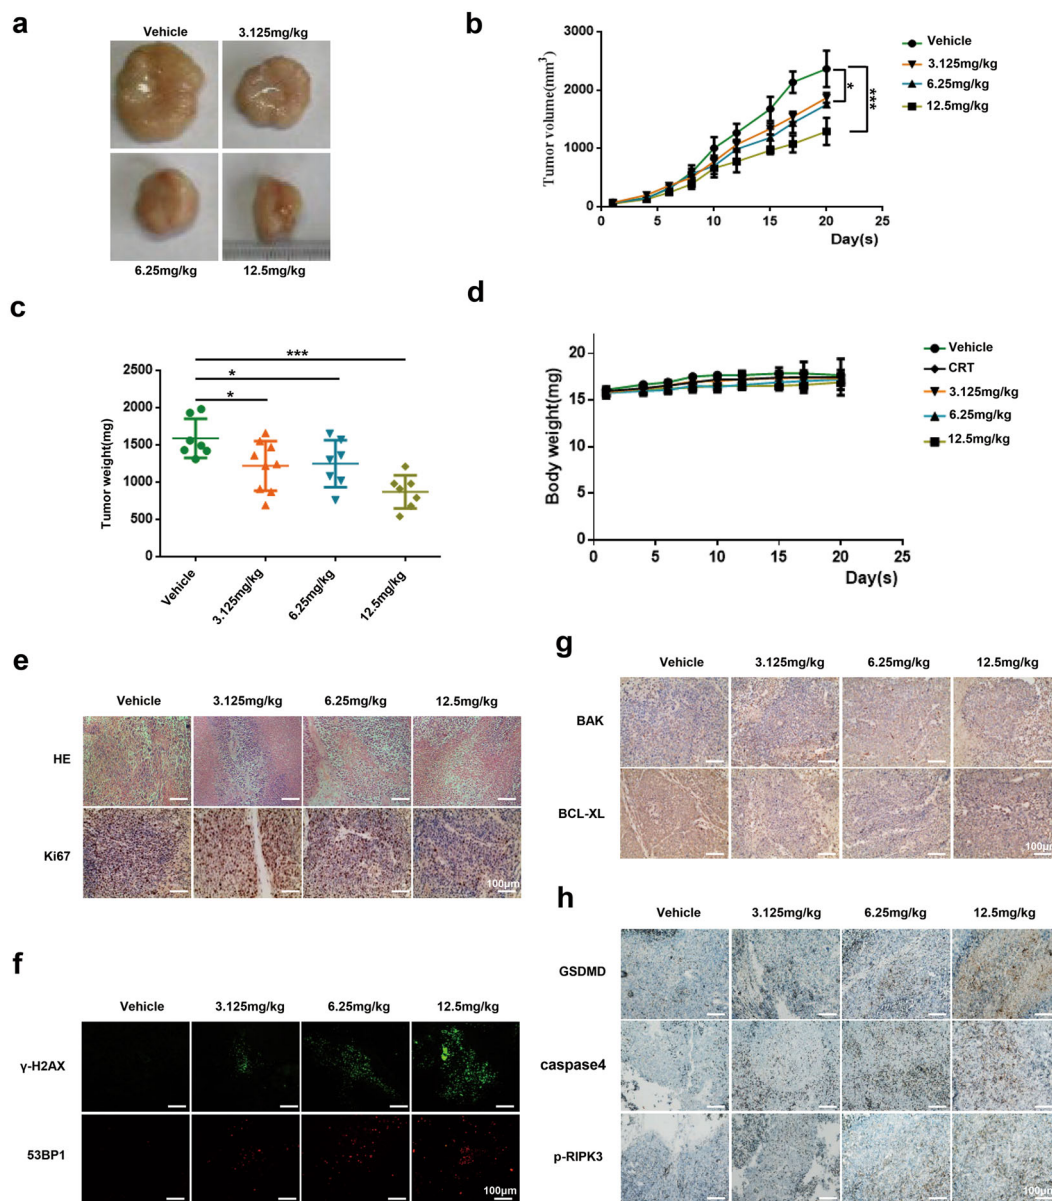 a
Vehicle 3.125mg/kg
6.25mg/kg 12.5mg/kg
b
3000
2000
1000
0
0 5 10 15 20 25
Tumor volume(mm³)
Day(s)
Vehicle
3.125mg/kg
6.25mg/kg
12.5mg/kg
*
***
c
***
*
*
2500
2000
1500
1000
500
0
Tumor weight(mg)
Vehicle
3.125mg/kg
6.25mg/kg
12.5mg/kg
d
20
15
10
5
0
0 5 10 15 20 25
Body weight(mg)
Day(s)
Vehicle
CRT
3.125mg/kg
6.25mg/kg
12.5mg/kg
e
Vehicle 3.125mg/kg 6.25mg/kg 12.5mg/kg
HE
Ki67
100μm
f
Vehicle 3.125mg/kg 6.25mg/kg 12.5mg/kg
γ-H2AX
53BP1
100μm
g
Vehicle 3.125mg/kg 6.25mg/kg 12.5mg/kg
BAK
BCL-XL
100μm
h
Vehicle 3.125mg/kg 6.25mg/kg 12.5mg/kg
GSDMD
caspase4
p-RIPK3
100μm